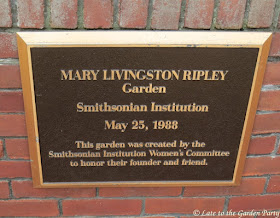 MARY LIVINGSTON RIPLEY
Garden
Smithsonian Institution
May 25, 1988
This garden was created by the
Smithsonian Institution Women's Committee
to honor their founder and friend.
© Late to the Garden Party